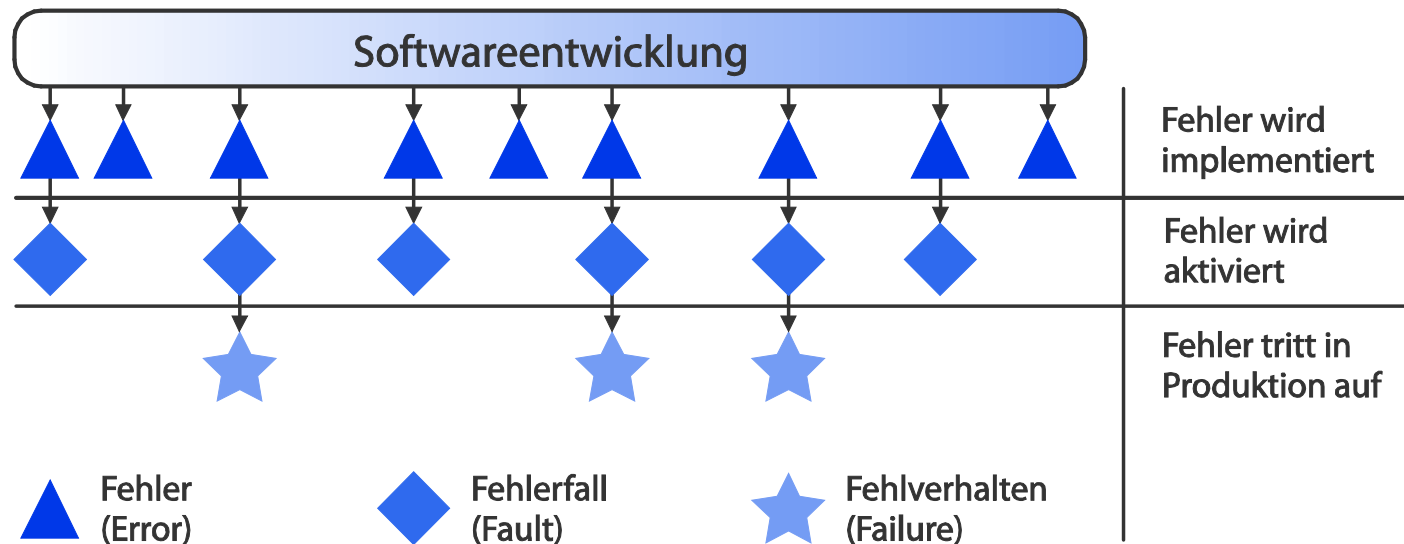 Softwareentwicklung
Fehler wird
implementiert
Fehler wird
aktiviert
Fehler tritt in
Produktion auf
Fehler
(Error)
Fehlerfall
(Fault)
Fehlverhalten
(Failure)